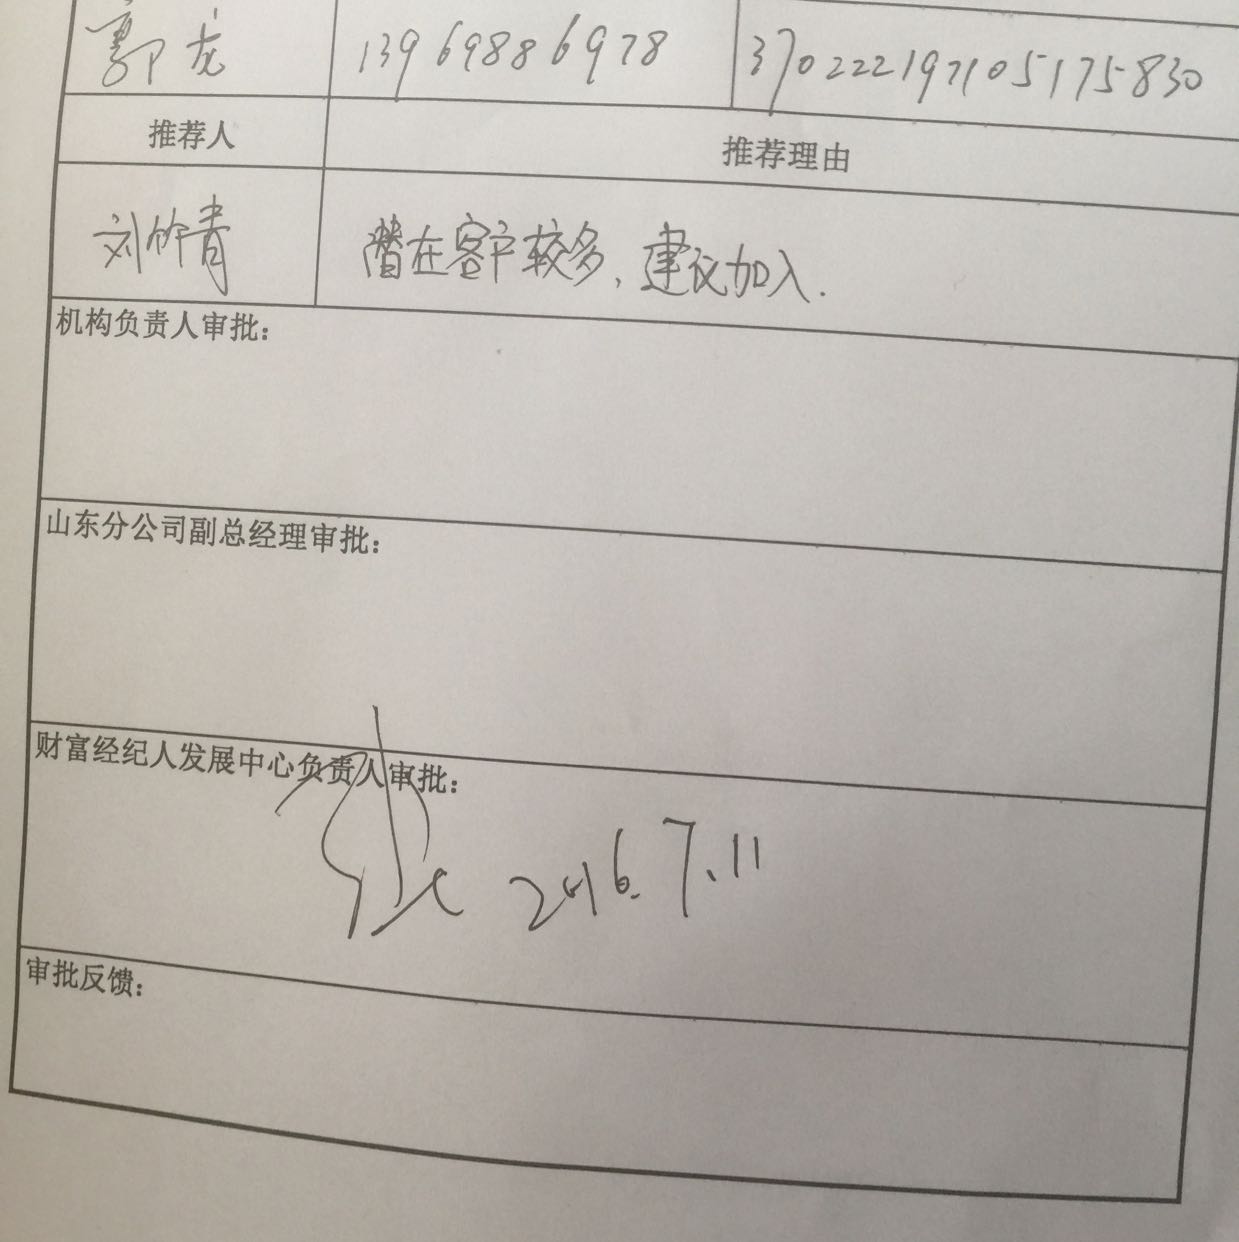 郭龙 13969886978 370222197105175830
推荐人 推荐理由
刘竹青 潜在客户较多，建议加入.
机构负责人审批：
山东分公司副总经理审批：
财富经纪人发展中心负责人审批：
2016.7.11
审批反馈：